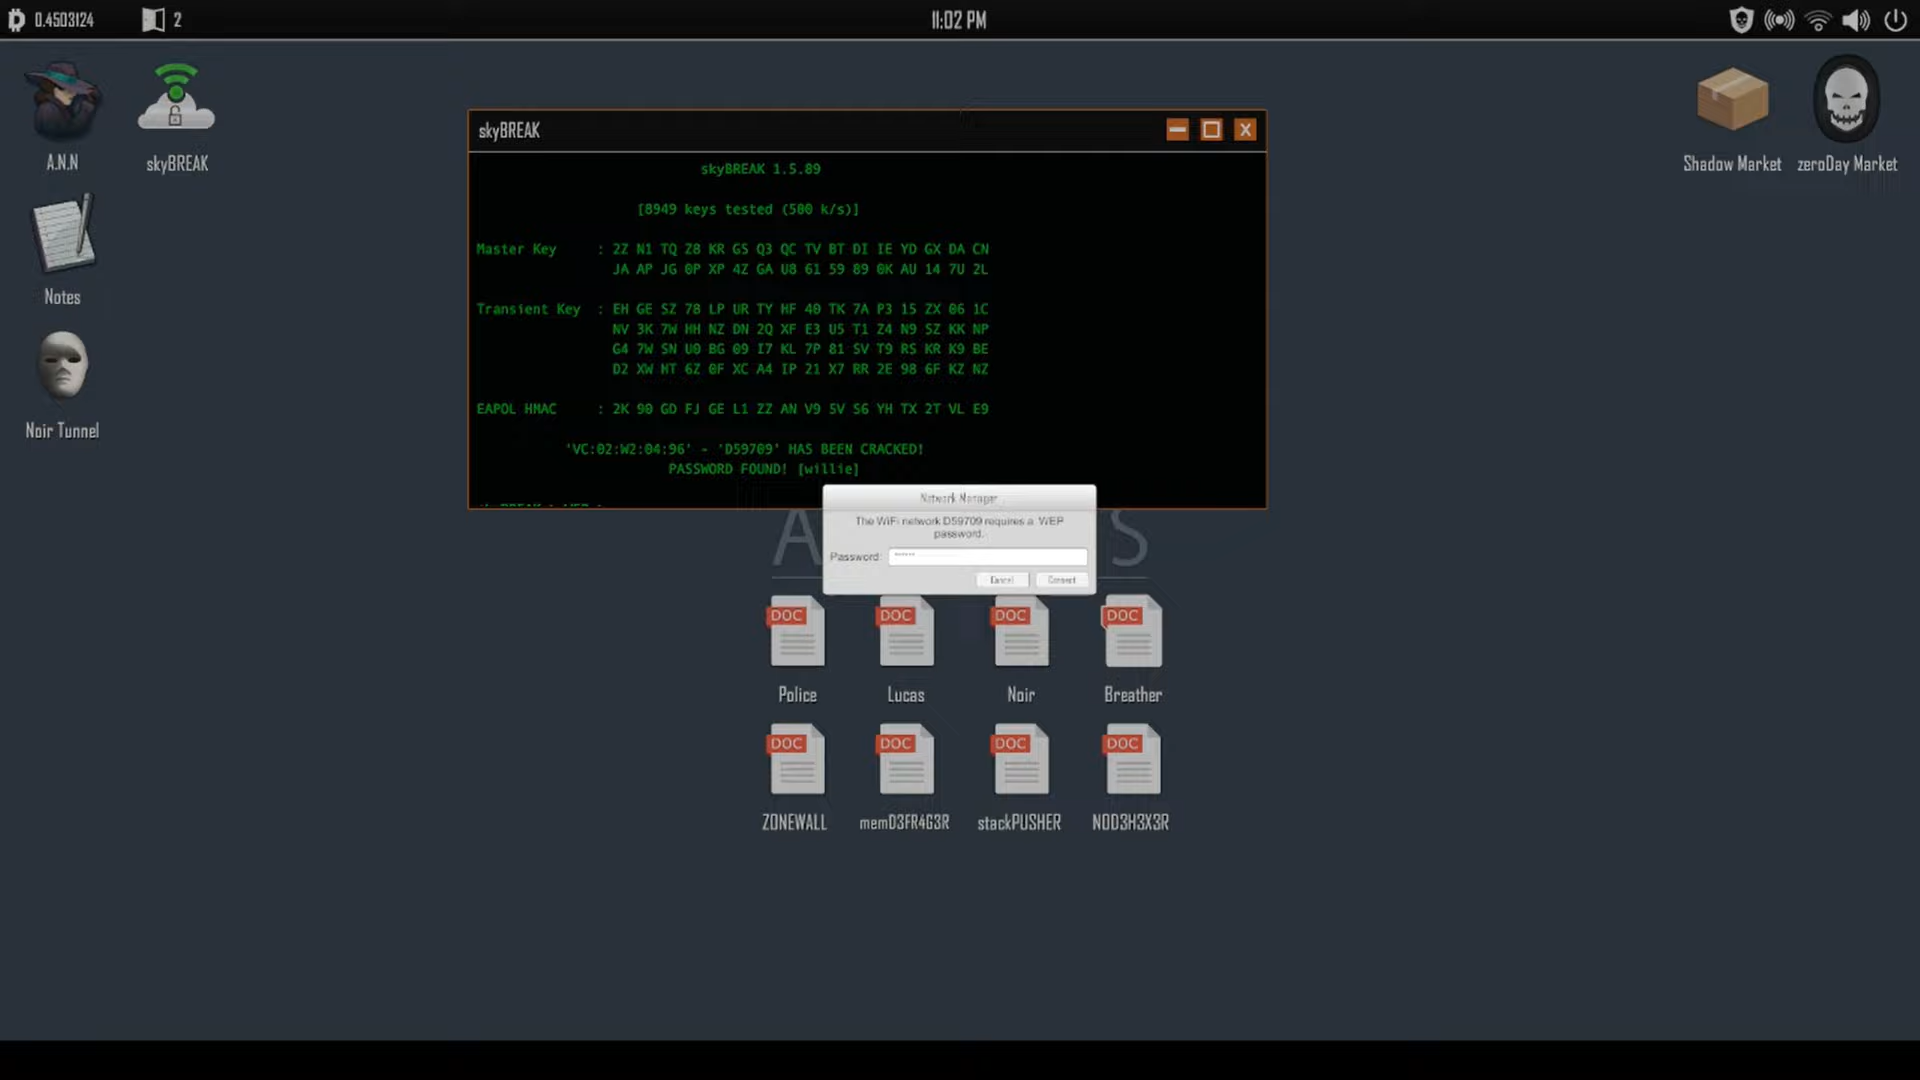 0.4503124
2
11:02 PM
A.N.N
skyBREAK
Shadow Market
zeroDay Market
Notes
Noir Tunnel
skyBREAK
skyBREAK 1.5.89
[8949 keys tested (500 k/s)]
Master Key : 2Z N1 TQ Z8 KR GS Q3 QC TV BT DI IE YD GX DA CN
JA AP JG 0P XP 4Z GA U8 61 59 89 0K AU 14 7U 2L
Transient Key : EH GE SZ 78 LP UR TY HF 40 TK 7A P3 15 ZX 06 1C
NV 3K 7W HH NZ DN 2Q XF E3 U5 T1 Z4 N9 SZ KK NP
G4 7W SN U0 BG 09 I7 KL 7P 81 SV T9 RS KR K9 BE
D2 XW MT 6Z 0F XC A4 IP 21 X7 RR 2E 98 6F KZ NZ
EAPOL HMAC : 2K 90 GD FJ GE L1 ZZ AN V9 5V S6 YH TX 2T VL E9
'VC:02:W2:04:96' - 'D59709' HAS BEEN CRACKED!
PASSWORD FOUND! [willie]
Network Manager
The WiFi network D59709 requires a WEP
password.
Password:
Cancel
Connect
DOC
DOC
DOC
DOC
Police
Lucas
Noir
Breather
DOC
DOC
DOC
DOC
ZONEWALL
memD3FR4G3R
stackPUSHER
N0D3H3X3R